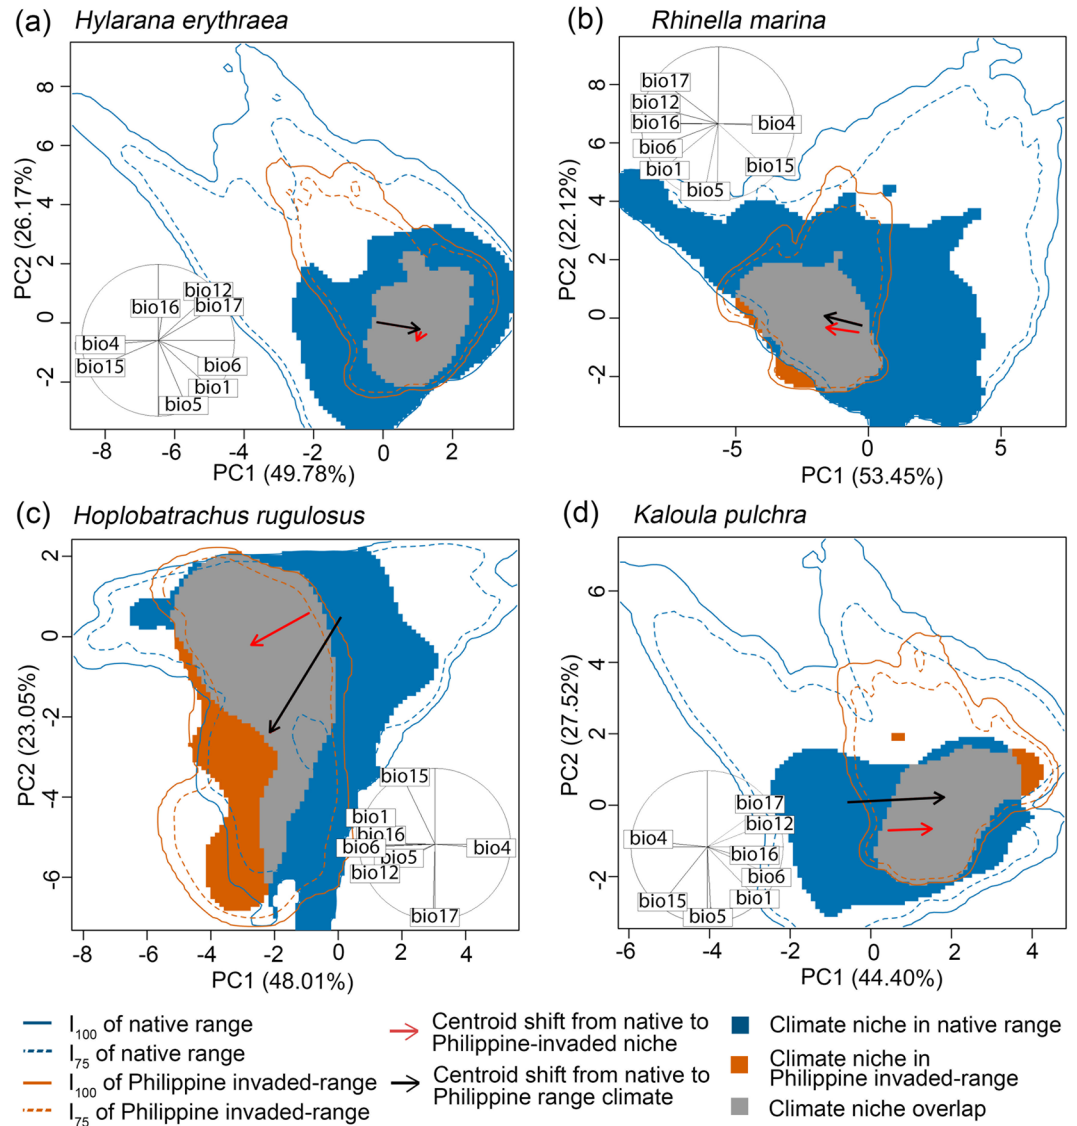 (a) Hylarana erythraea
8
6
4
2
0
-2
PC2 (26.17%)
bio12
bio16
bio17
bio4
bio15
bio6
bio1
bio5
-8 -6 -4 -2 0 2
PC1 (49.78%)
(b) Rhinella marina
8
6
4
2
0
-2
PC2 (22.12%)
bio17
bio12
bio16
bio4
bio6
bio15
bio1
bio5
-5 0 5
PC1 (53.45%)
(c) Hoplobatrachus rugulosus
2
0
-2
-4
-6
PC2 (23.05%)
bio15
bio1
bio16
bio6
bio4
bio5
bio12
bio17
-8 -6 -4 -2 0 2 4
PC1 (48.01%)
(d) Kaloula pulchra
6
4
2
0
-2
PC2 (27.52%)
bio17
bio12
bio4
bio16
bio6
bio15
bio1
bio5
-6 -4 -2 0 2 4
PC1 (44.40%)
I100 of native range
I75 of native range
I100 of Philippine invaded-range
I75 of Philippine invaded-range
Centroid shift from native to
Philippine-invaded niche
Centroid shift from native to
Philippine range climate
Climate niche in native range
Climate niche in
Philippine invaded-range
Climate niche overlap